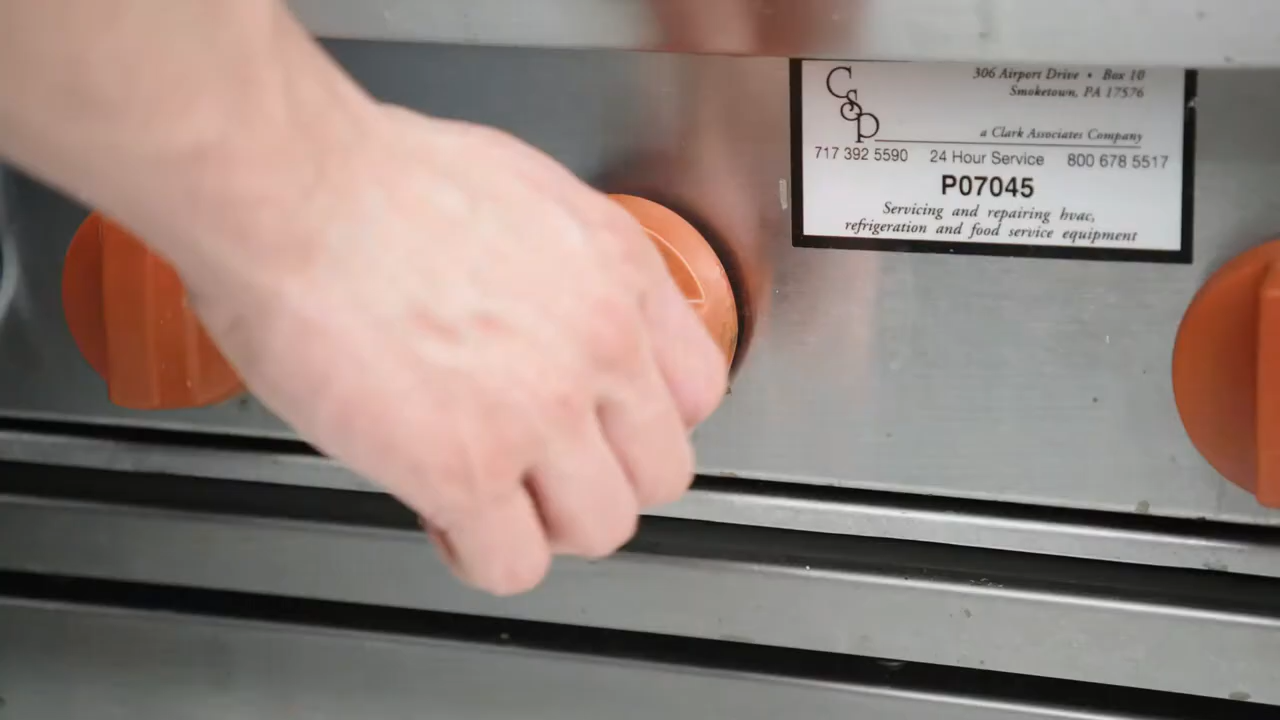 CSP
306 Airport Drive • Box 10
Smoketown, PA 17576
a Clark Associates Company
717 392 5590 24 Hour Service 800 678 5517
P07045
Servicing and repairing hvac,
refrigeration and food service equipment